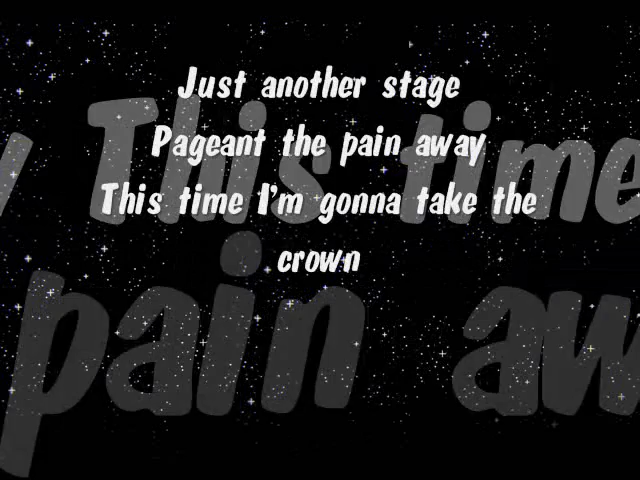 Just another stage
Pageant the pain away
This time I'm gonna take the
crown
y This time
pain aw